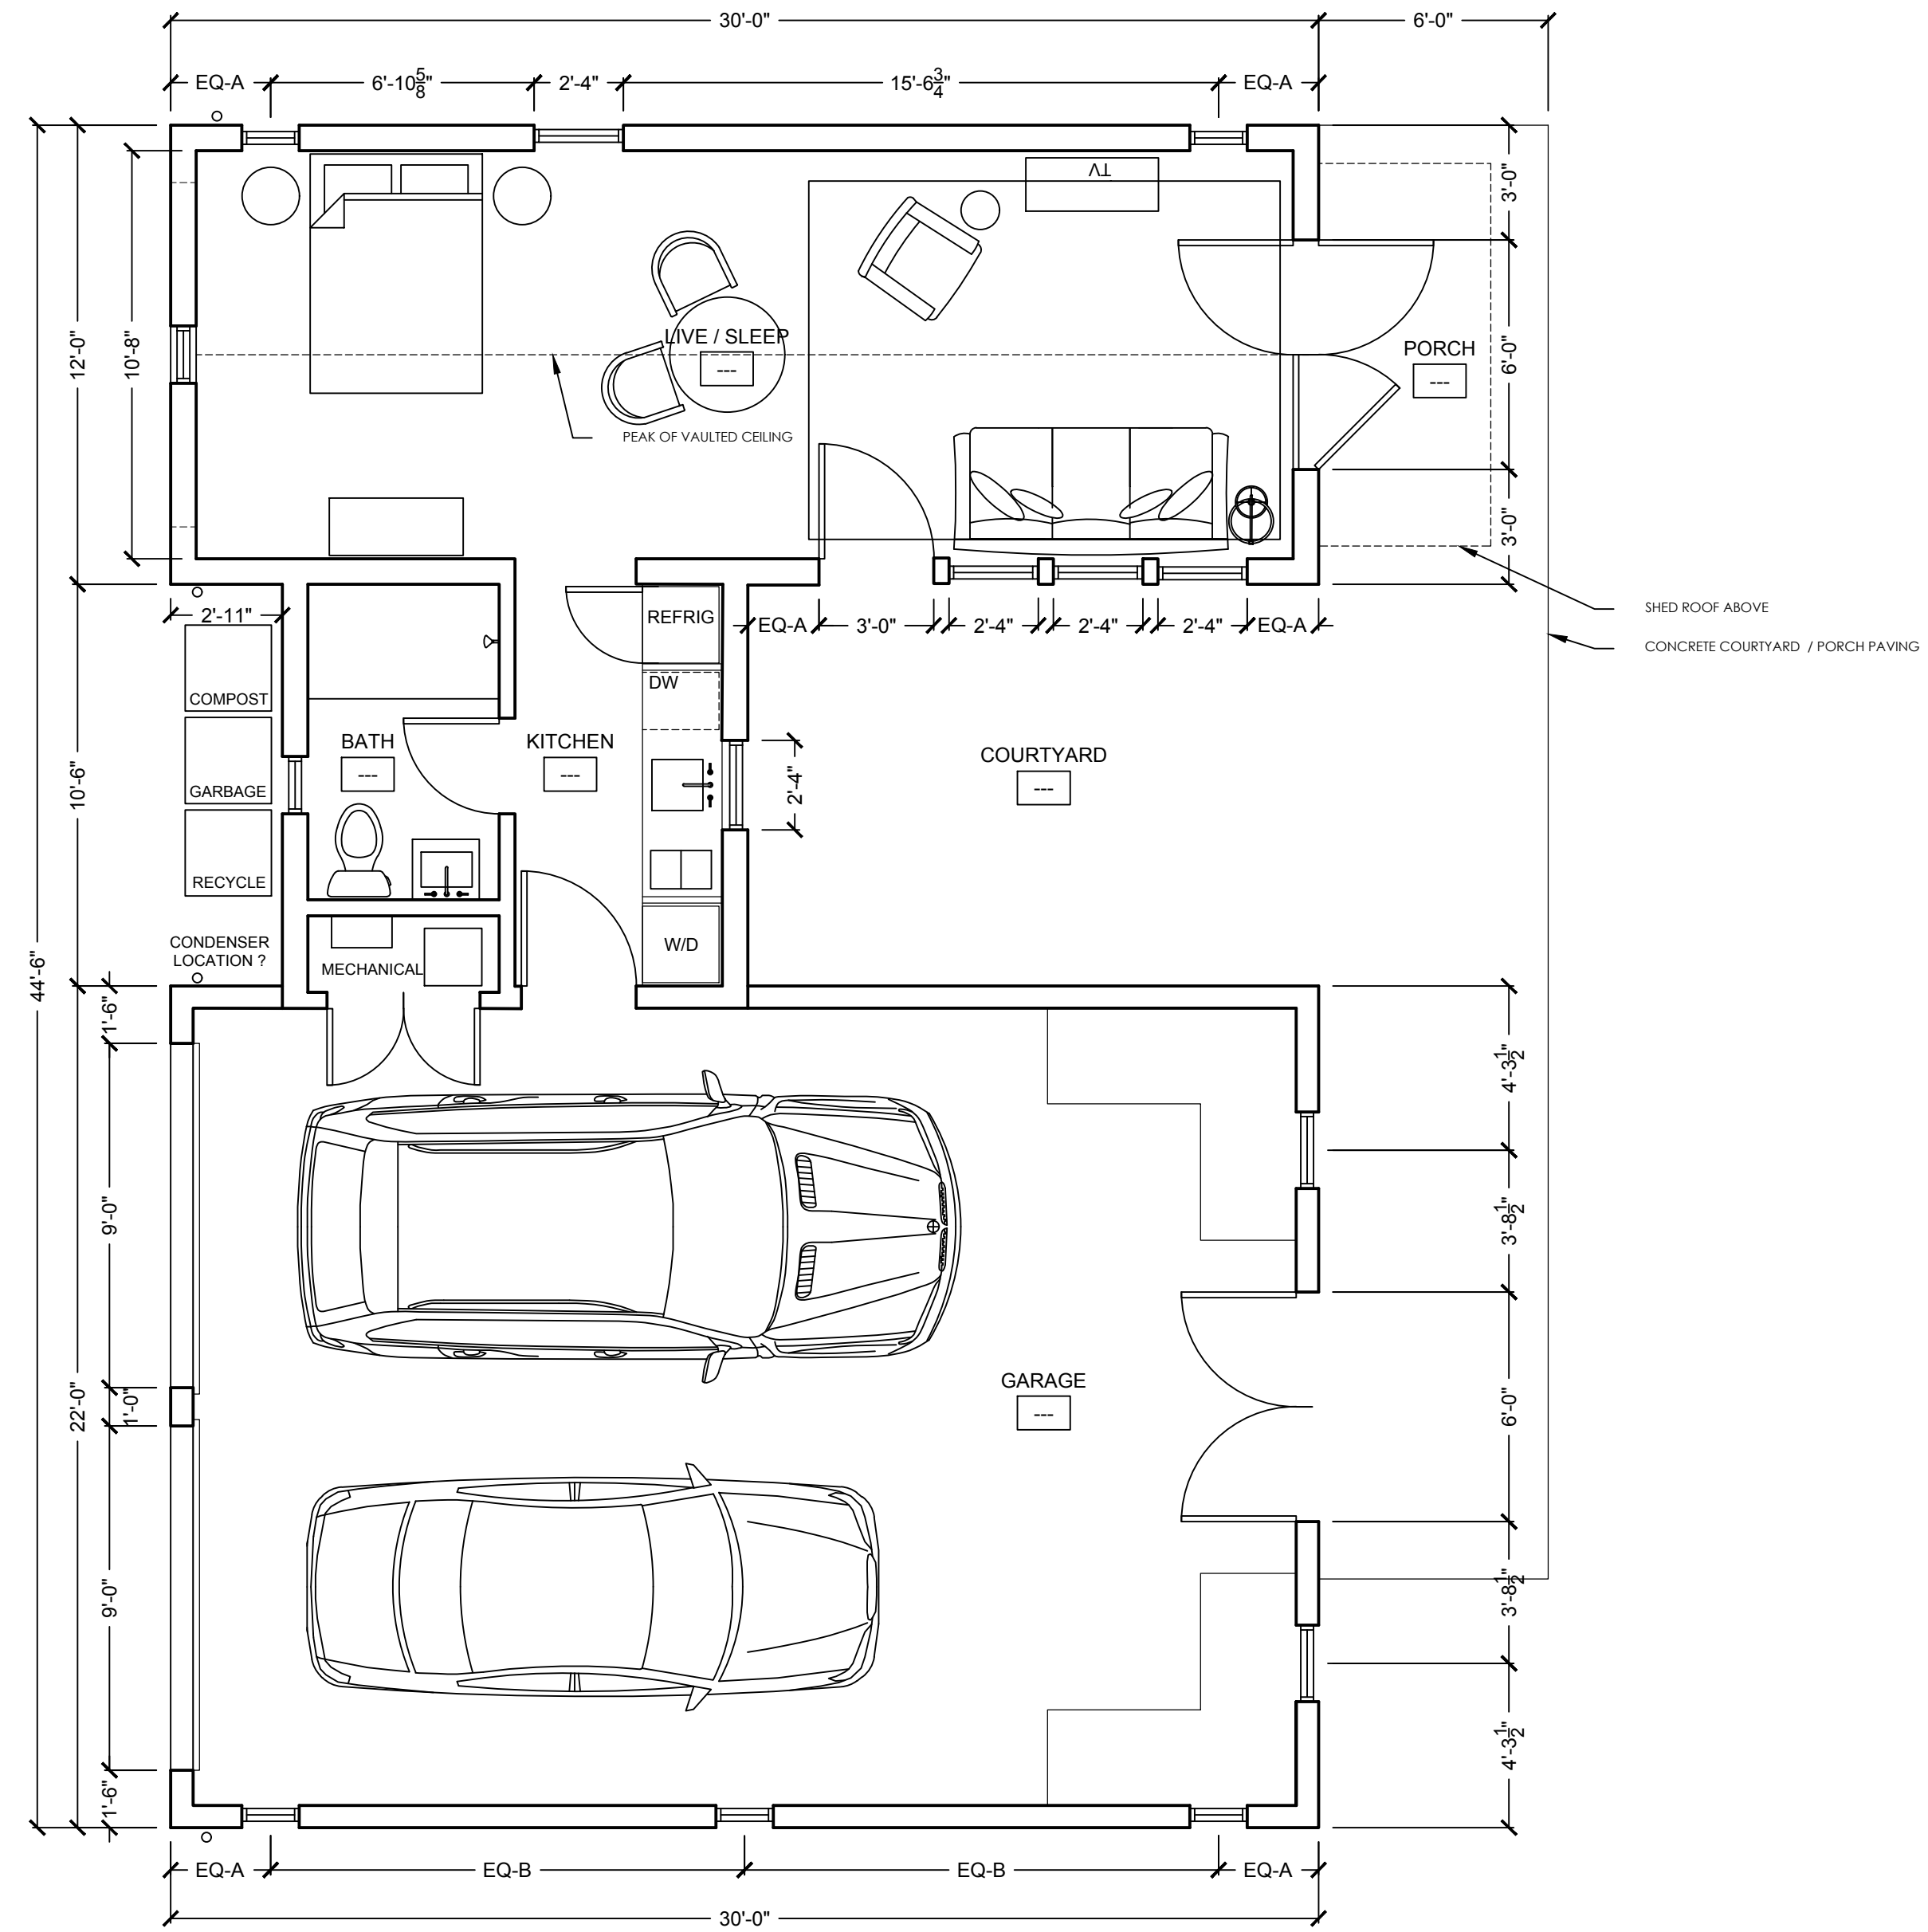 30'-0"
6'-0"
EQ-A
6'-10 5/8"
2'-4"
15'-6 3/4"
EQ-A
TV
3'-0"
LIVE / SLEEP
---
PORCH
---
6'-0"
12'-0"
10'-8"
PEAK OF VAULTED CEILING
3'-0"
2'-11"
REFRIG
EQ-A
3'-0"
2'-4"
2'-4"
2'-4"
EQ-A
SHED ROOF ABOVE
CONCRETE COURTYARD / PORCH PAVING
COMPOST
DW
BATH
---
KITCHEN
---
2'-4"
COURTYARD
---
10'-6"
GARBAGE
RECYCLE
CONDENSER
LOCATION ?
MECHANICAL
W/D
44'-6"
1'-6"
4'-3 1/2"
9'-0"
3'-8 1/2"
22'-0"
1'-0"
GARAGE
---
6'-0"
9'-0"
3'-8 1/2"
4'-3 1/2"
1'-6"
EQ-A
EQ-B
EQ-B
EQ-A
30'-0"